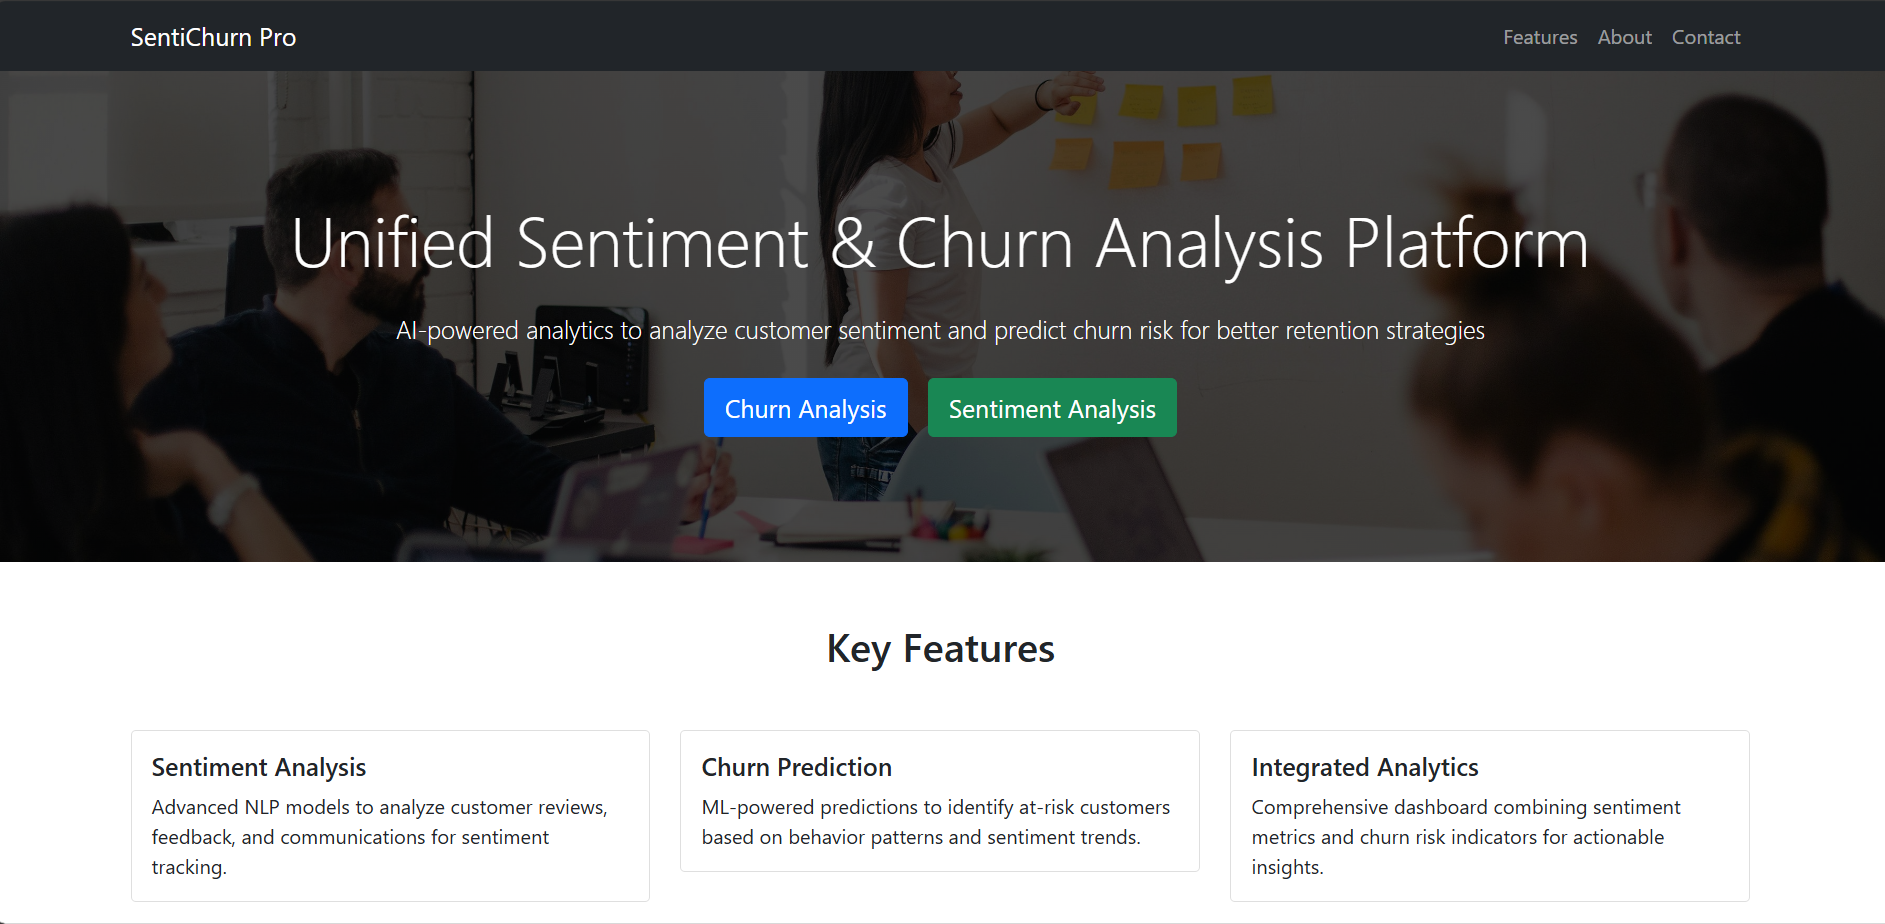 SentiChurn Pro
Features About Contact
Unified Sentiment & Churn Analysis Platform
AI-powered analytics to analyze customer sentiment and predict churn risk for better retention strategies
Churn Analysis
Sentiment Analysis
Key Features
Sentiment Analysis
Advanced NLP models to analyze customer reviews,
feedback, and communications for sentiment
tracking.
Churn Prediction
ML-powered predictions to identify at-risk customers
based on behavior patterns and sentiment trends.
Integrated Analytics
Comprehensive dashboard combining sentiment
metrics and churn risk indicators for actionable
insights.